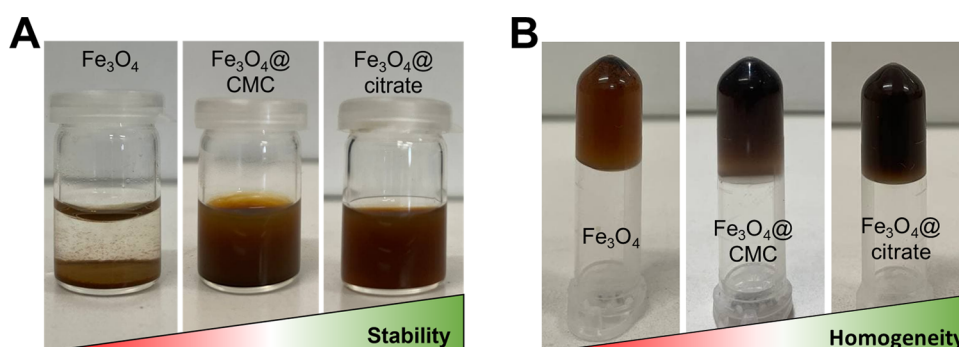 A
Fe₃O₄
Fe₃O₄@
CMC
Fe₃O₄@
citrate
Stability
B
Fe₃O₄
Fe₃O₄@
CMC
Fe₃O₄@
citrate
Homogeneity